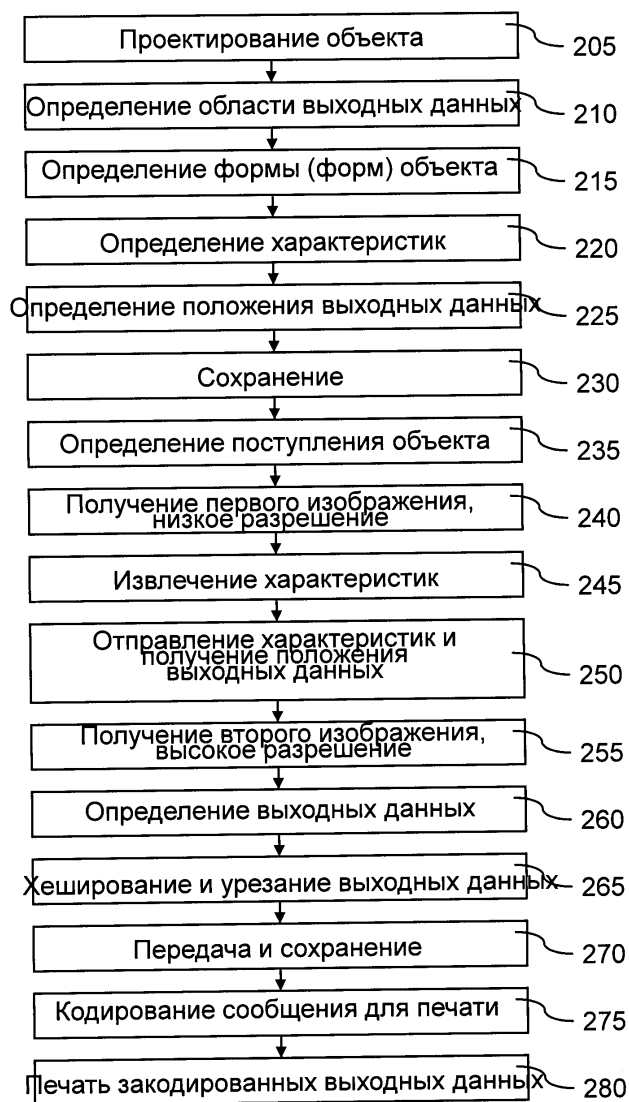 Проектирование объекта
205
Определение области выходных данных
210
Определение формы (форм) объекта
215
Определение характеристик
220
Определение положения выходных данных
225
Сохранение
230
Определение поступления объекта
235
Получение первого изображения,
низкое разрешение
240
Извлечение характеристик
245
Отправление характеристик и
получение положения
выходных данных
250
Получение второго изображения,
высокое разрешение
255
Определение выходных данных
260
Хеширование и урезание выходных данных
265
Передача и сохранение
270
Кодирование сообщения для печати
275
Печать закодированных выходных данных
280